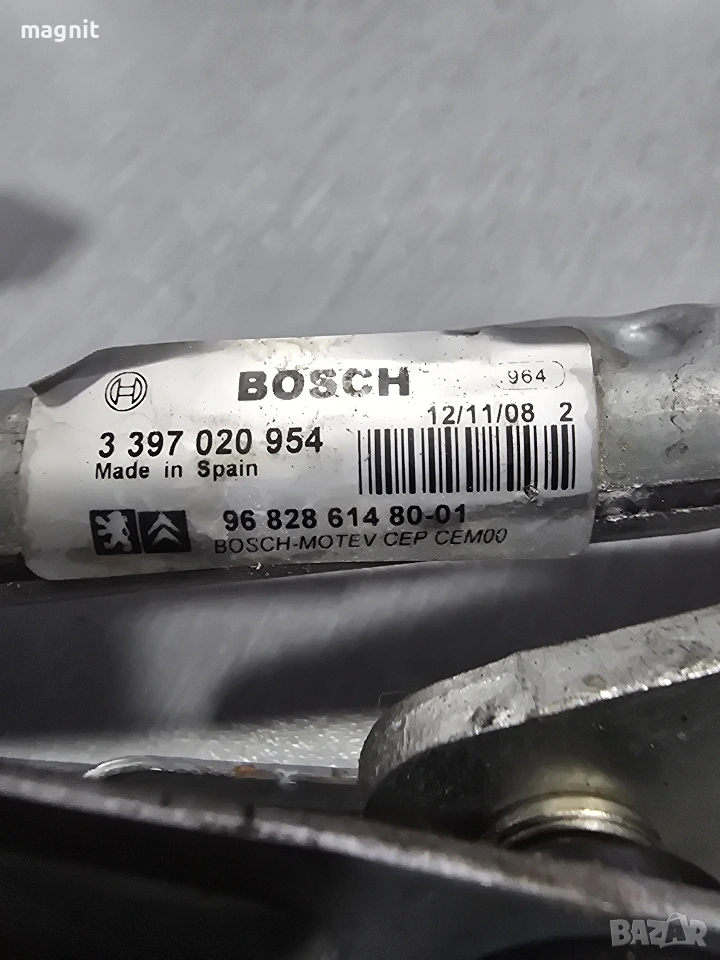 magnit
BOSCH 964
12/11/08 2
3 397 020 954
Made in Spain
96 828 614 80-01
BOSCH-MOTEV CEP CEM00
BAZAR